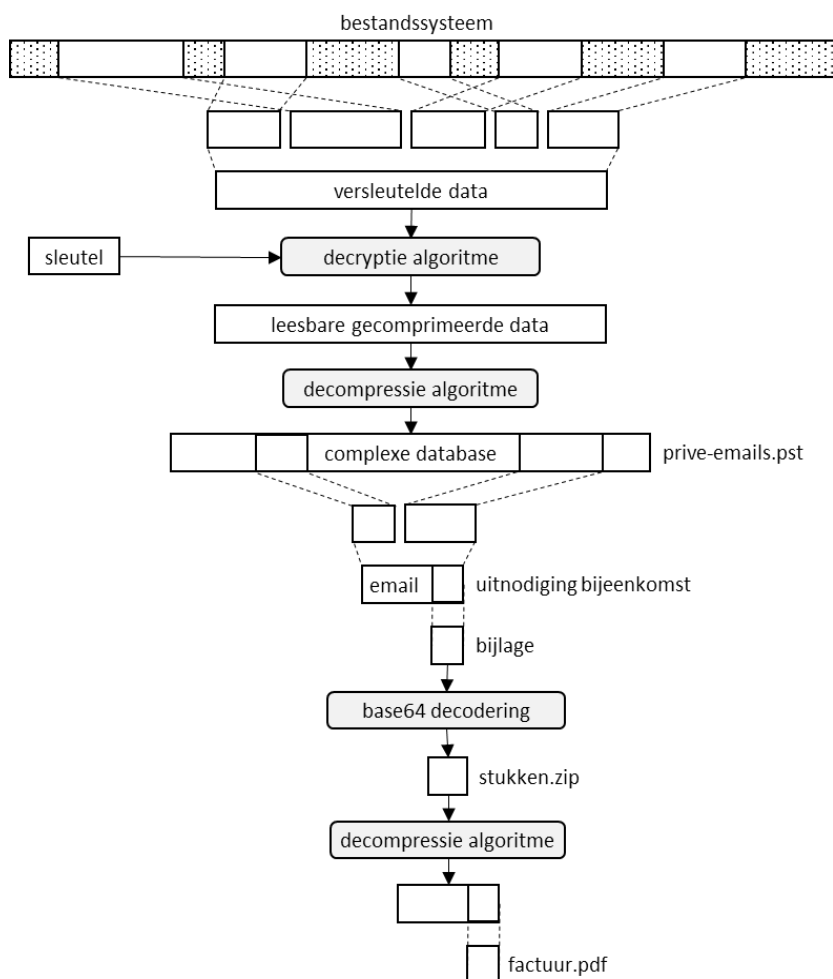 bestandssysteem
versleutelde data
sleutel
decryptie algoritme
leesbare gecomprimeerde data
decompressie algoritme
complexe database
prive-emails.pst
email
uitnodiging bijeenkomst
bijlage
base64 decodering
stukken.zip
decompressie algoritme
factuur.pdf